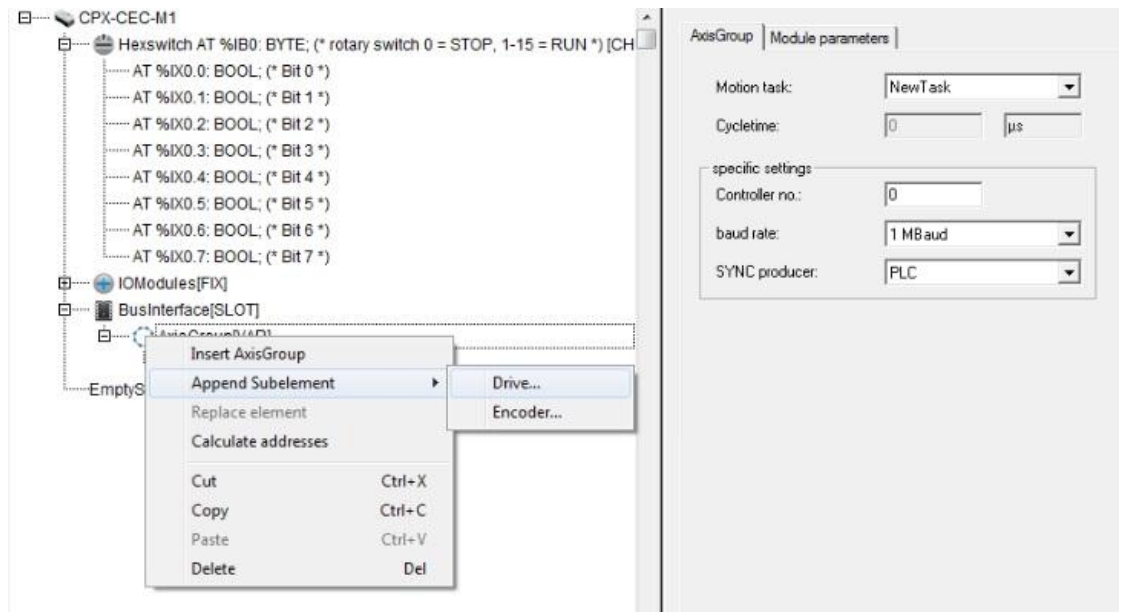 CPX-CEC-M1
Hexswitch AT %IB0: BYTE; (* rotary switch 0 = STOP, 1-15 = RUN *) [CH
AT %IX0.0: BOOL; (* Bit 0 *)
AT %IX0.1: BOOL; (* Bit 1 *)
AT %IX0.2: BOOL; (* Bit 2 *)
AT %IX0.3: BOOL; (* Bit 3 *)
AT %IX0.4: BOOL; (* Bit 4 *)
AT %IX0.5: BOOL; (* Bit 5 *)
AT %IX0.6: BOOL; (* Bit 6 *)
AT %IX0.7: BOOL; (* Bit 7 *)
IOModules[FIX]
BusInterface[SLOT]
AxisGroup[VAR]
EmptyS
Insert AxisGroup
Append Subelement
Replace element
Calculate addresses
Cut Ctrl+X
Copy Ctrl+C
Paste Ctrl+V
Delete Del
Drive...
Encoder...
AxisGroup Module parameters
Motion task: NewTask
Cycletime: 0 µs
specific settings
Controller no.: 0
baud rate: 1 MBaud
SYNC producer: PLC